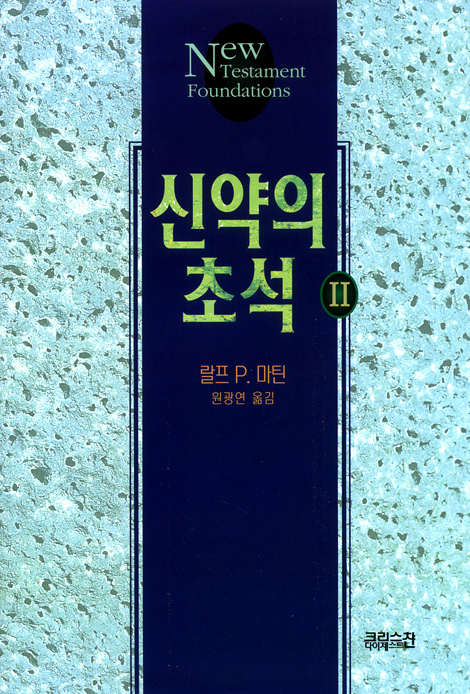 New
Testament
Foundations
신약의
초석
II
랄프 P. 마틴
원광연 옮김
크리스챤
다이제스트